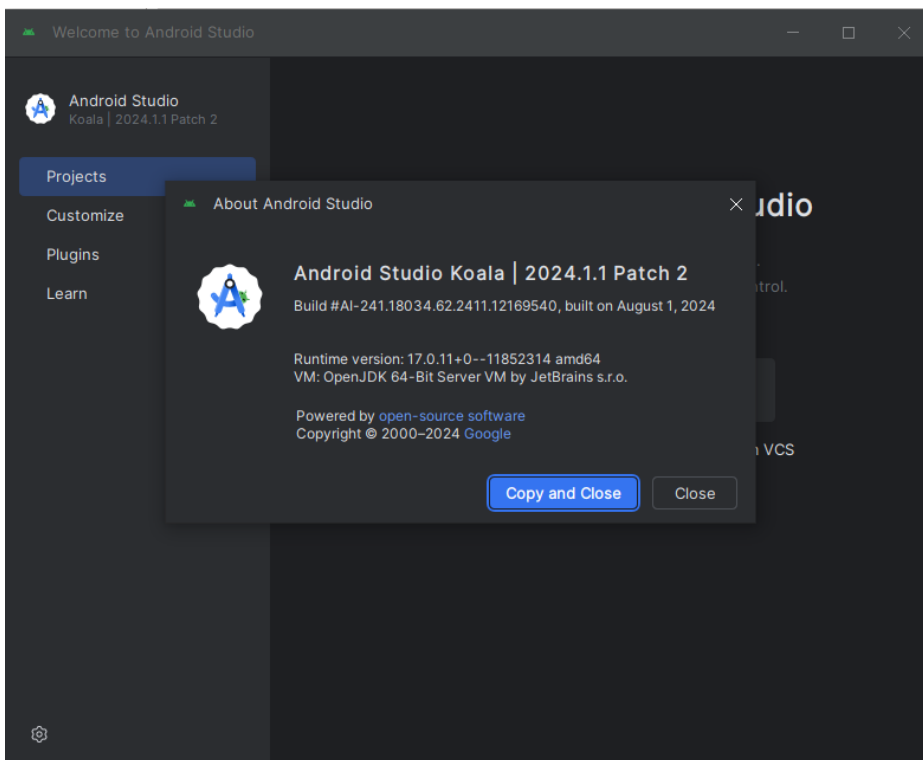 Welcome to Android Studio
Android Studio
Koala | 2024.1.1 Patch 2
Projects
Customize
Plugins
Learn
About Android Studio
Android Studio Koala | 2024.1.1 Patch 2
Build #AI-241.18034.62.2411.12169540, built on August 1, 2024
Runtime version: 17.0.11+0--11852314 amd64
VM: OpenJDK 64-Bit Server VM by JetBrains s.r.o.
Powered by open-source software
Copyright © 2000–2024 Google
Copy and Close
Close
VCS